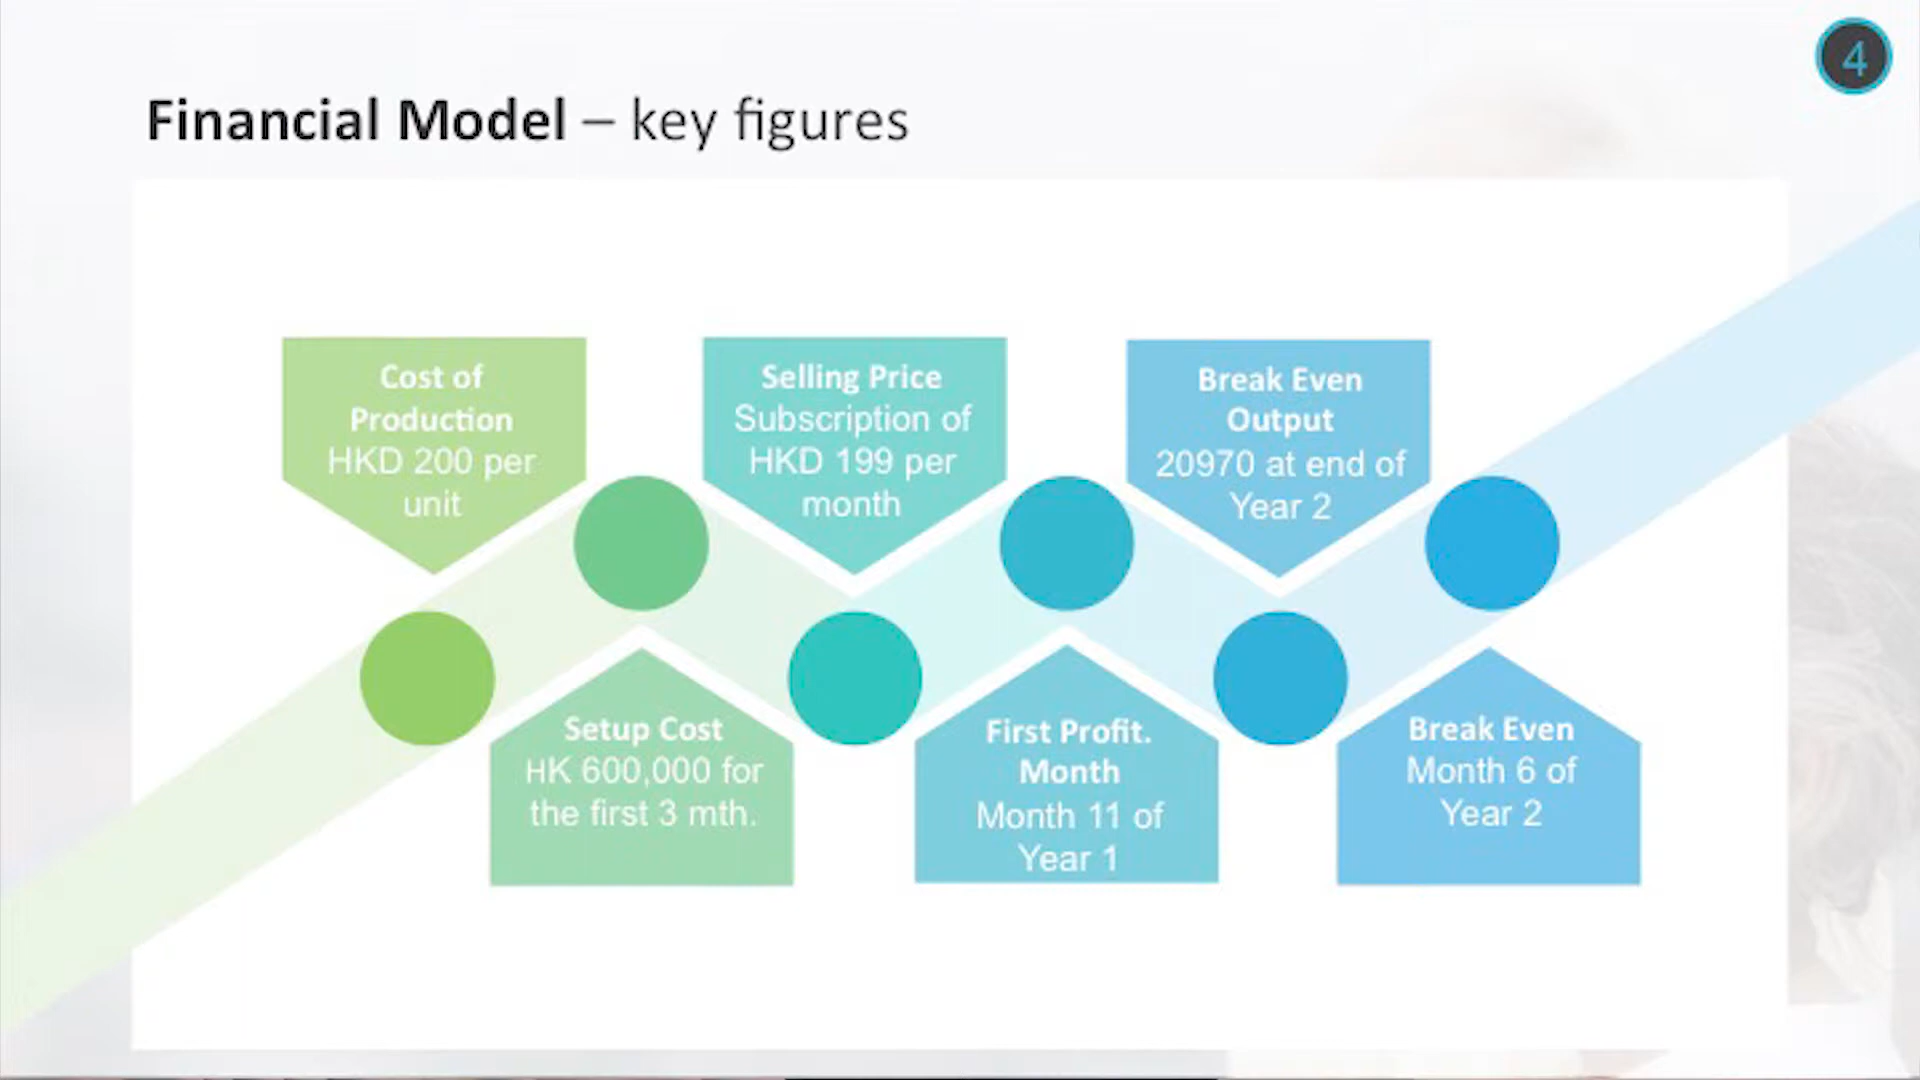 4
Financial Model – key figures
Cost of
Production
HKD 200 per
unit
Setup Cost
HK 600,000 for
the first 3 mth.
Selling Price
Subscription of
HKD 199 per
month
First Profit.
Month
Month 11 of
Year 1
Break Even
Output
20970 at end of
Year 2
Break Even
Month 6 of
Year 2